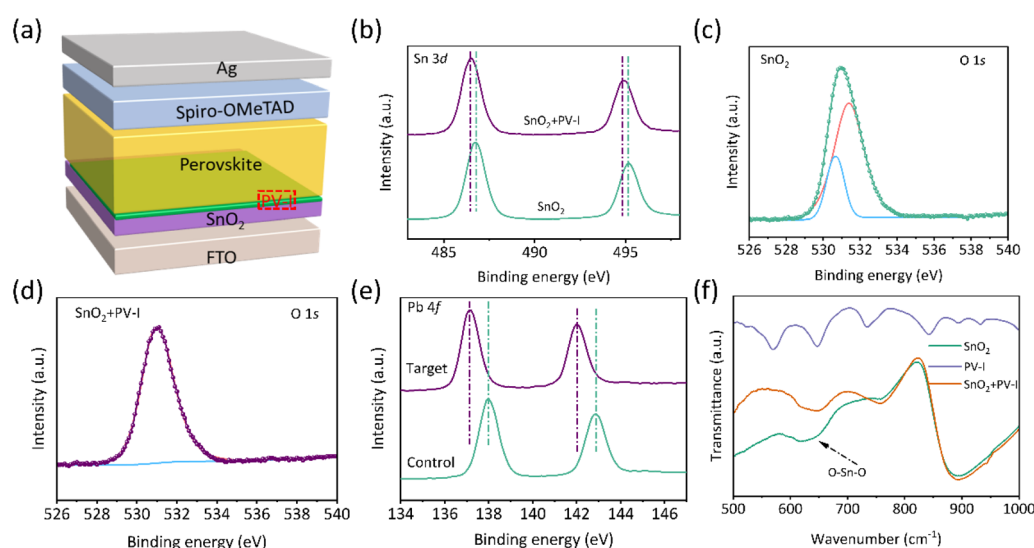 (a)
Ag
Spiro-OMeTAD
Perovskite
PV-I
SnO₂
FTO
(b)
Sn 3d
SnO₂+PV-I
SnO₂
Intensity (a.u.)
485 490 495
Binding energy (eV)
(c)
SnO₂
O 1s
Intensity (a.u.)
526 528 530 532 534 536 538 540
Binding energy (eV)
(d)
SnO₂+PV-I
O 1s
Intensity (a.u.)
526 528 530 532 534 536 538 540
Binding energy (eV)
(e)
Pb 4f
Target
Control
Intensity (a.u.)
134 136 138 140 142 144 146
Binding energy (eV)
(f)
SnO₂
PV-I
SnO₂+PV-I
O-Sn-O
Transmittance (a.u.)
500 600 700 800 900 1000
Wavenumber (cm⁻¹)